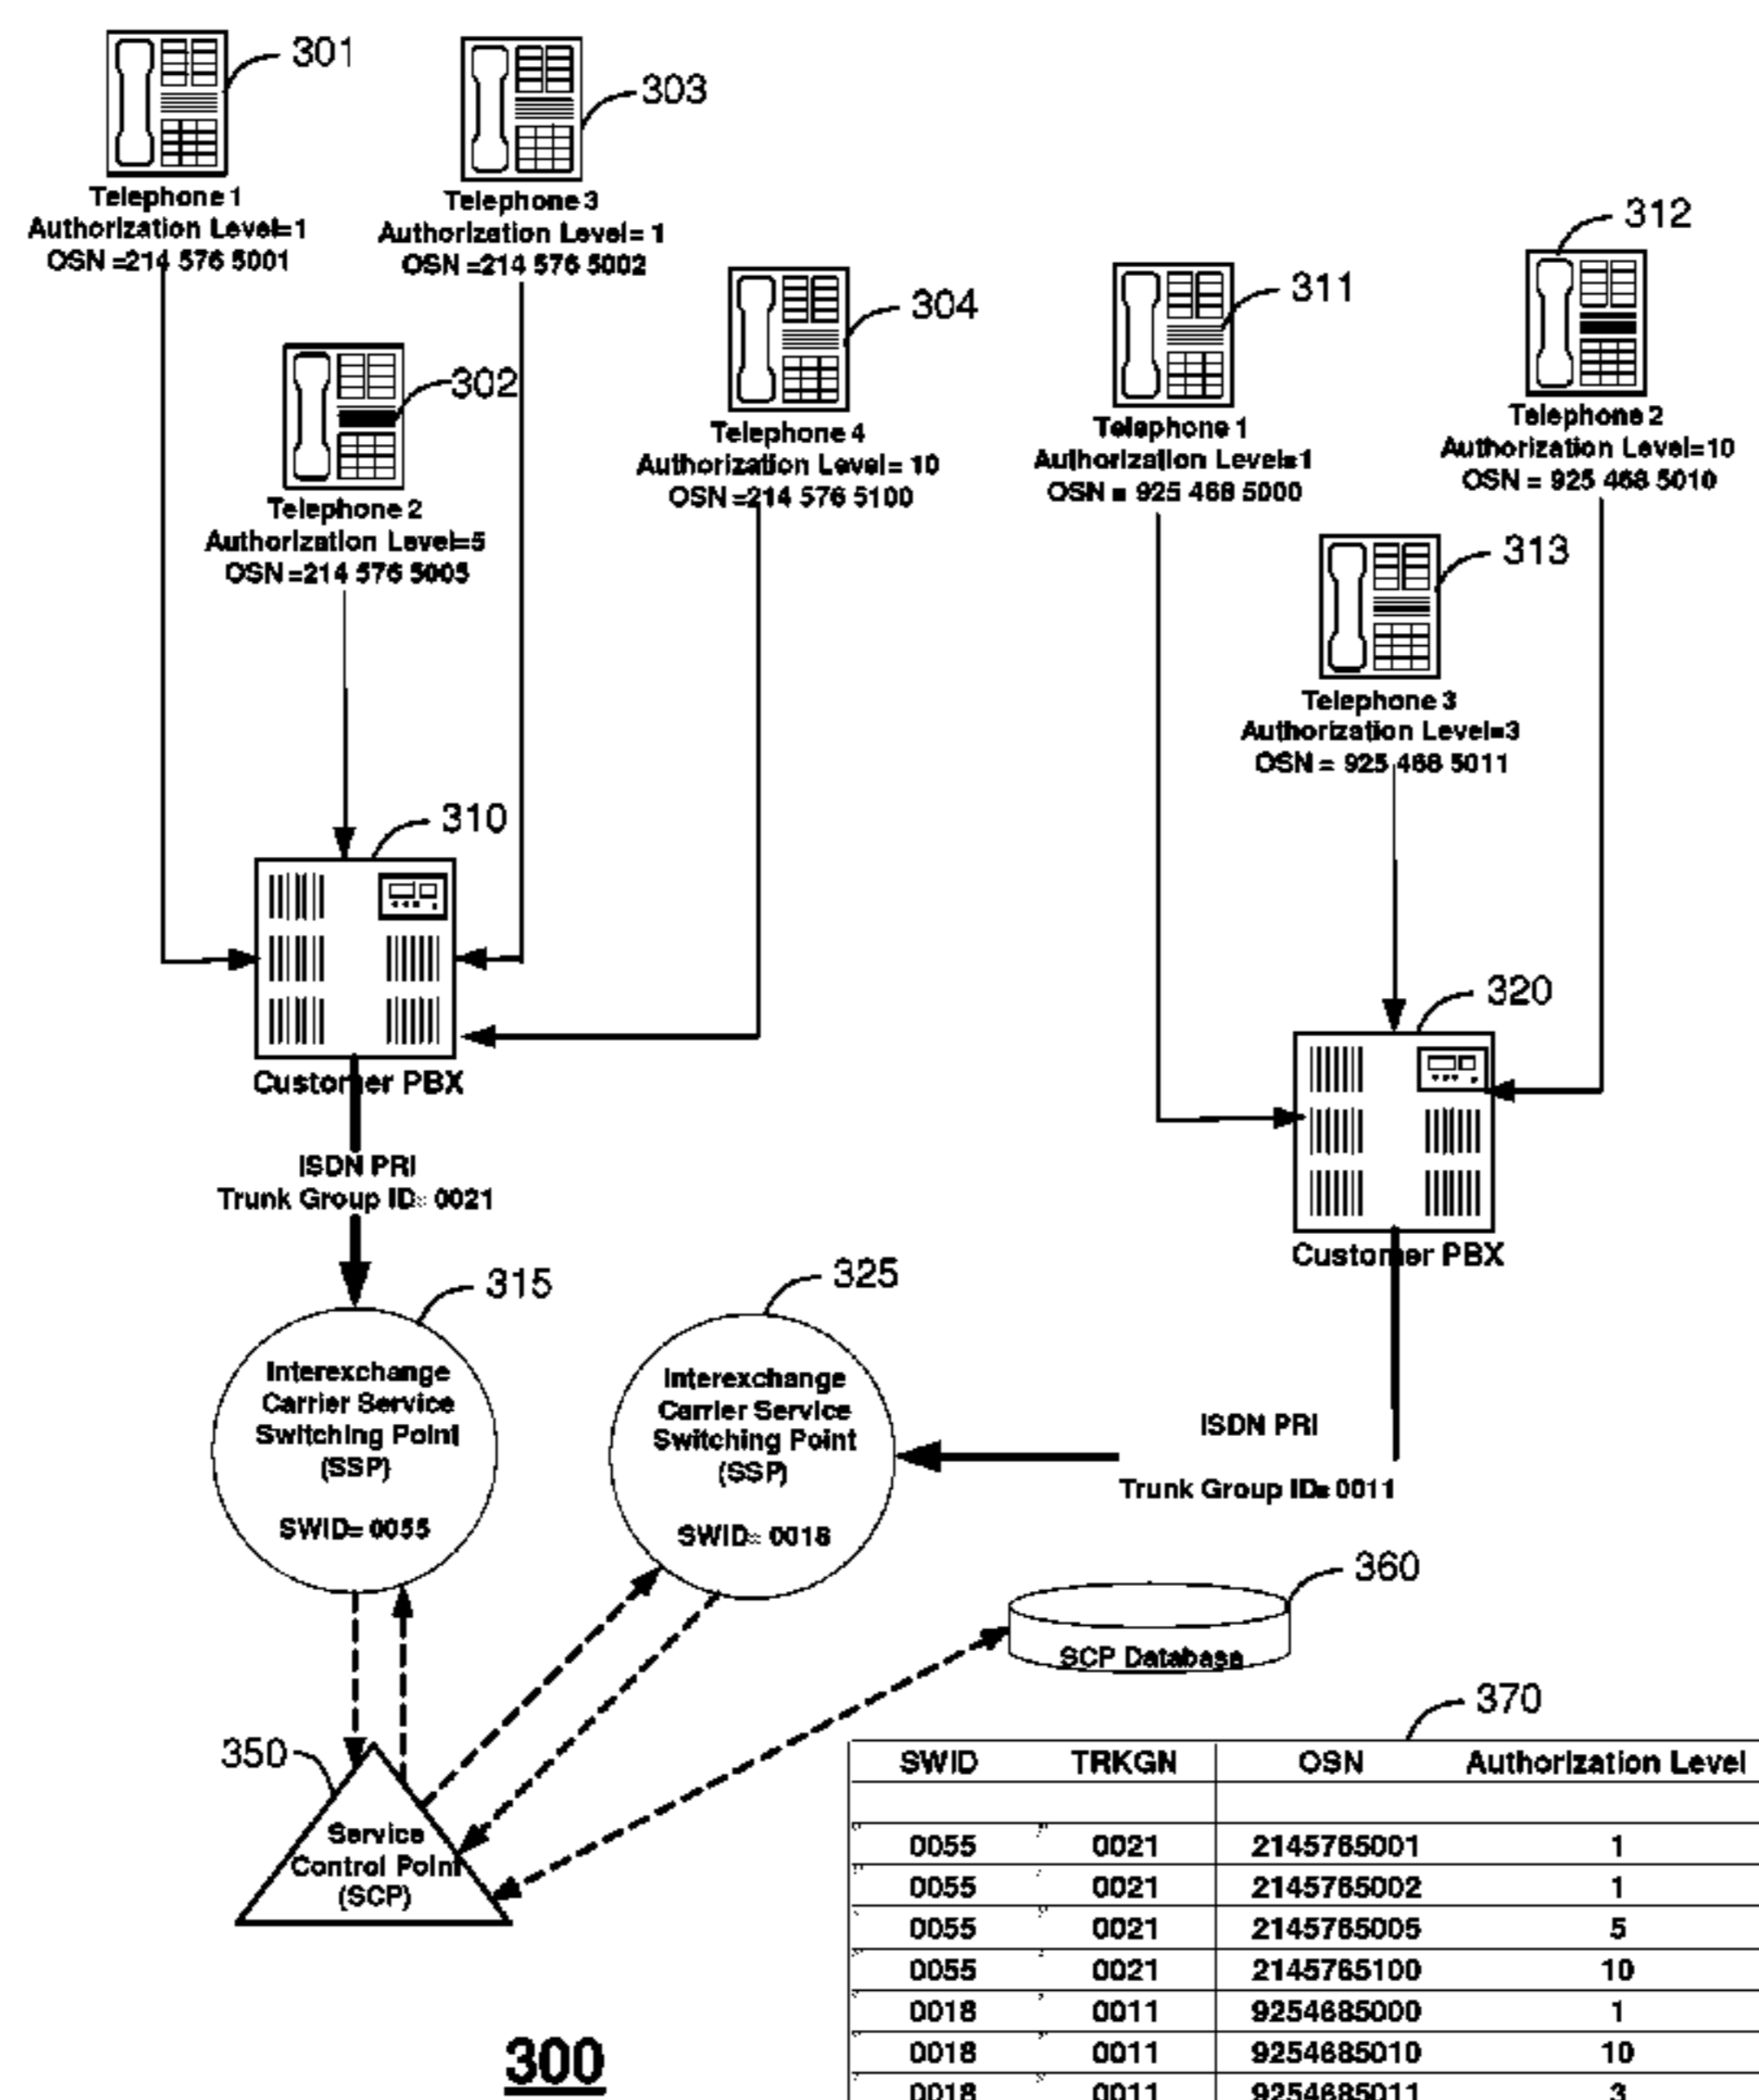 301
Telephone 1
Authorization Level=1
OSN =214 576 5001
303
Telephone 3
Authorization Level= 1
OSN =214 576 5002
302
Telephone 2
Authorization Level=5
OSN =214 576 5005
304
Telephone 4
Authorization Level= 10
OSN =214 576 5100
311
Telephone 1
Authorization Level=1
OSN = 925 468 5000
312
Telephone 2
Authorization Level=10
OSN = 925 468 5010
313
Telephone 3
Authorization Level=3
OSN = 925 468 5011
310
Customer PBX
ISDN PRI
Trunk Group ID= 0021
320
Customer PBX
ISDN PRI
Trunk Group ID= 0011
315
Interexchange
Carrier Service
Switching Point
(SSP)
SWID= 0055
325
Interexchange
Carrier Service
Switching Point
(SSP)
SWID= 0018
360
SCP Database
350
Service
Control Point
(SCP)
370
SWID TRKGN OSN Authorization Level
0055 0021 2145765001 1
0055 0021 2145765002 1
0055 0021 2145765005 5
0055 0021 2145765100 10
0018 0011 9254685000 1
0018 0011 9254685010 10
0018 0011 9254685011 3
300